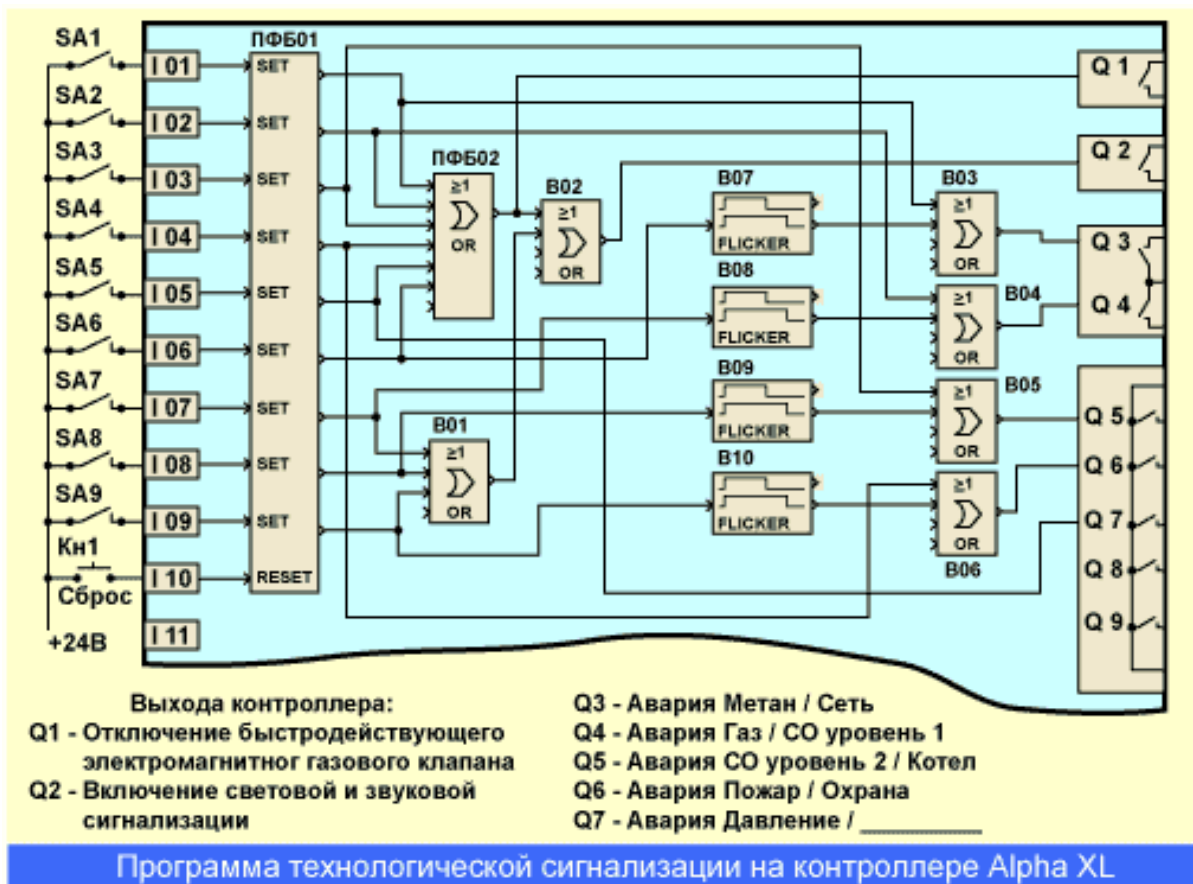 SA1
I 01
SA2
I 02
SA3
I 03
SA4
I 04
SA5
I 05
SA6
I 06
SA7
I 07
SA8
I 08
SA9
I 09
Кн1
I 10
Сброс
I 11
+24В
ПФБ01
SET
SET
SET
SET
SET
SET
SET
SET
SET
RESET
ПФБ02
≥1
OR
B01
≥1
OR
B02
≥1
OR
B07
FLICKER
B08
FLICKER
B09
FLICKER
B10
FLICKER
B03
≥1
OR
B04
≥1
OR
B05
≥1
OR
≥1
OR
B06
Q 1
Q 2
Q 3
Q 4
Q 5
Q 6
Q 7
Q 8
Q 9
Выхода контроллера:
Q1 - Отключение быстродействующего
электромагнитног газового клапана
Q2 - Включение световой и звуковой
сигнализации
Q3 - Авария Метан / Сеть
Q4 - Авария Газ / СО уровень 1
Q5 - Авария СО уровень 2 / Котел
Q6 - Авария Пожар / Охрана
Q7 - Авария Давление / __________
Программа технологической сигнализации на контроллере Alpha XL